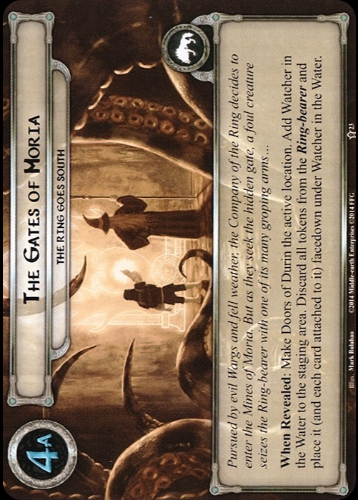 4A
THE GATES OF MORIA
THE RING GOES SOUTH
Pursued by evil Wargs and fell weather, the Company of the Ring decides to
enter the Mines of Moria. But as they seek the hidden gate, a foul creature
seizes the Ring-bearer with one of its many groping arms…
When Revealed: Make Doors of Durin the active location. Add Watcher in
the Water to the staging area. Discard all tokens from the Ring-bearer and
place it (and each card attached to it) facedown under Watcher in the Water.
Illus. Mark Bulahao ©2014 Middle-earth Enterprises ©2014 FFG 23